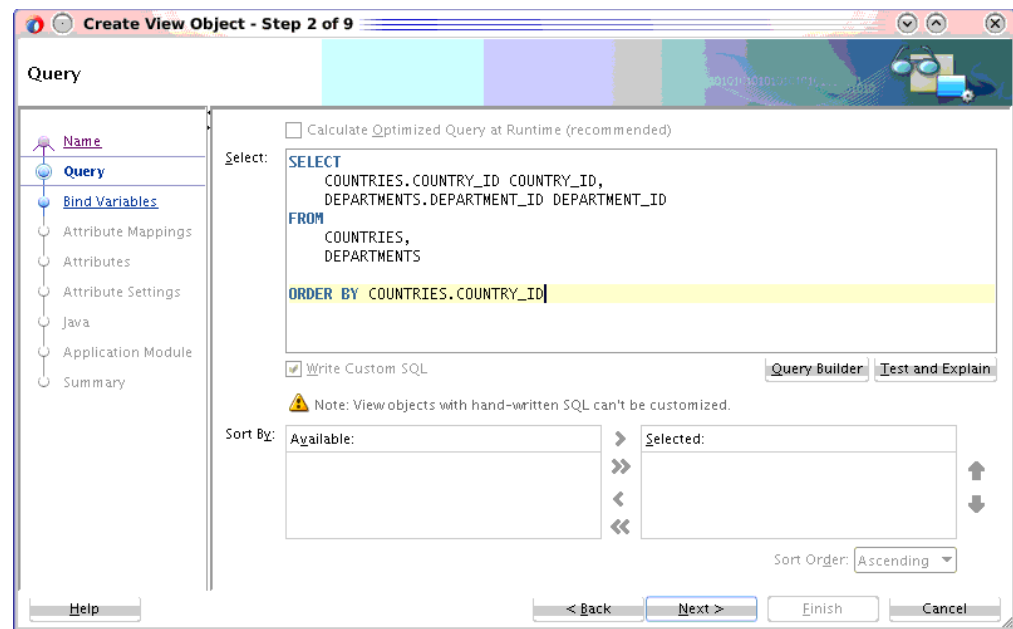 Create View Object - Step 2 of 9
Query
Name
Query
Bind Variables
Attribute Mappings
Attributes
Attribute Settings
Java
Application Module
Summary
Calculate Optimized Query at Runtime (recommended)
Select:
SELECT
COUNTRIES.COUNTRY_ID COUNTRY_ID,
DEPARTMENTS.DEPARTMENT_ID DEPARTMENT_ID
FROM
COUNTRIES,
DEPARTMENTS
ORDER BY COUNTRIES.COUNTRY_ID
Write Custom SQL
Query Builder Test and Explain
Note: View objects with hand-written SQL can't be customized.
Sort By: Available: Selected:
Sort Order: Ascending
Help < Back Next > Finish Cancel